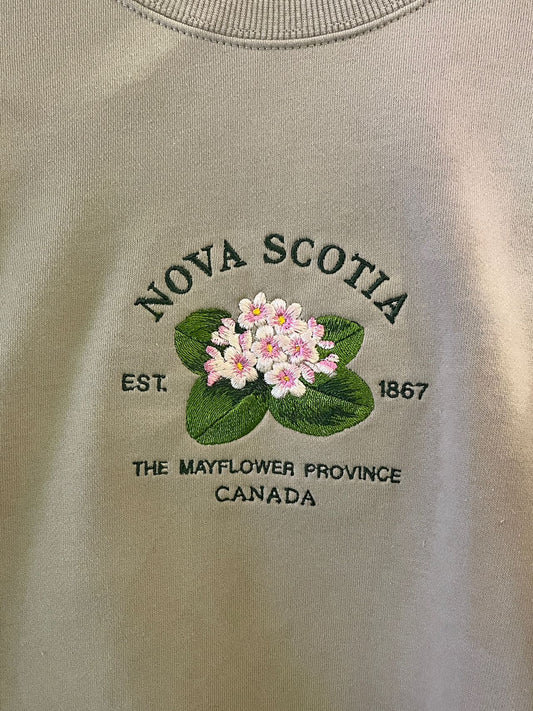 NOVA SCOTIA
EST. 1867
THE MAYFLOWER PROVINCE
CANADA